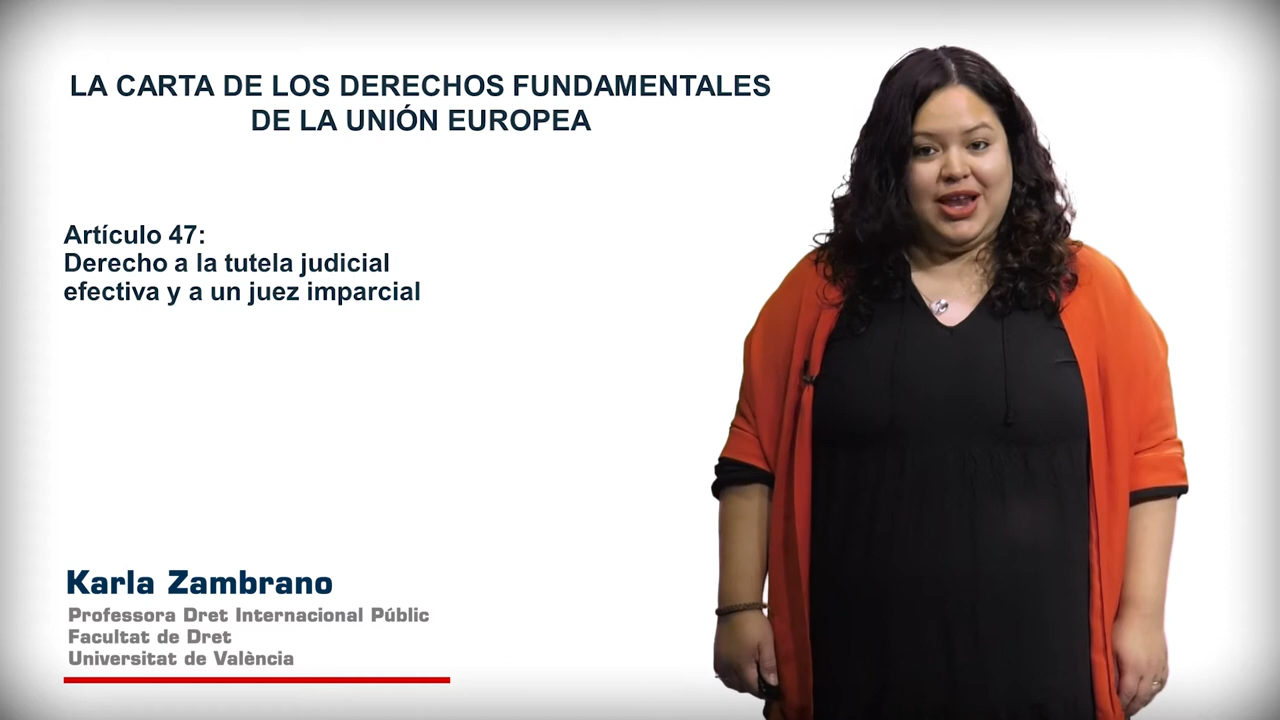 LA CARTA DE LOS DERECHOS FUNDAMENTALES
DE LA UNIÓN EUROPEA
Artículo 47:
Derecho a la tutela judicial
efectiva y a un juez imparcial
Karla Zambrano
Professora Dret Internacional Públic
Facultat de Dret
Universitat de València